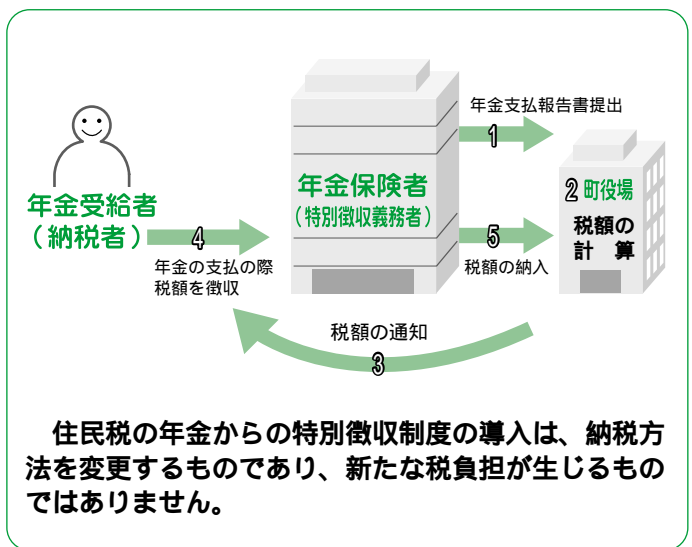 年金支払報告書提出
1
年金受給者
（納税者）
4
年金の支払の際
税額を徴収
年金保険者
（特別徴収義務者）
2 町役場
税額の
計　算
5
税額の納入
税額の通知
3
　住民税の年金からの特別徴収制度の導入は、納税方
法を変更するものであり、新たな税負担が生じるもの
ではありません。